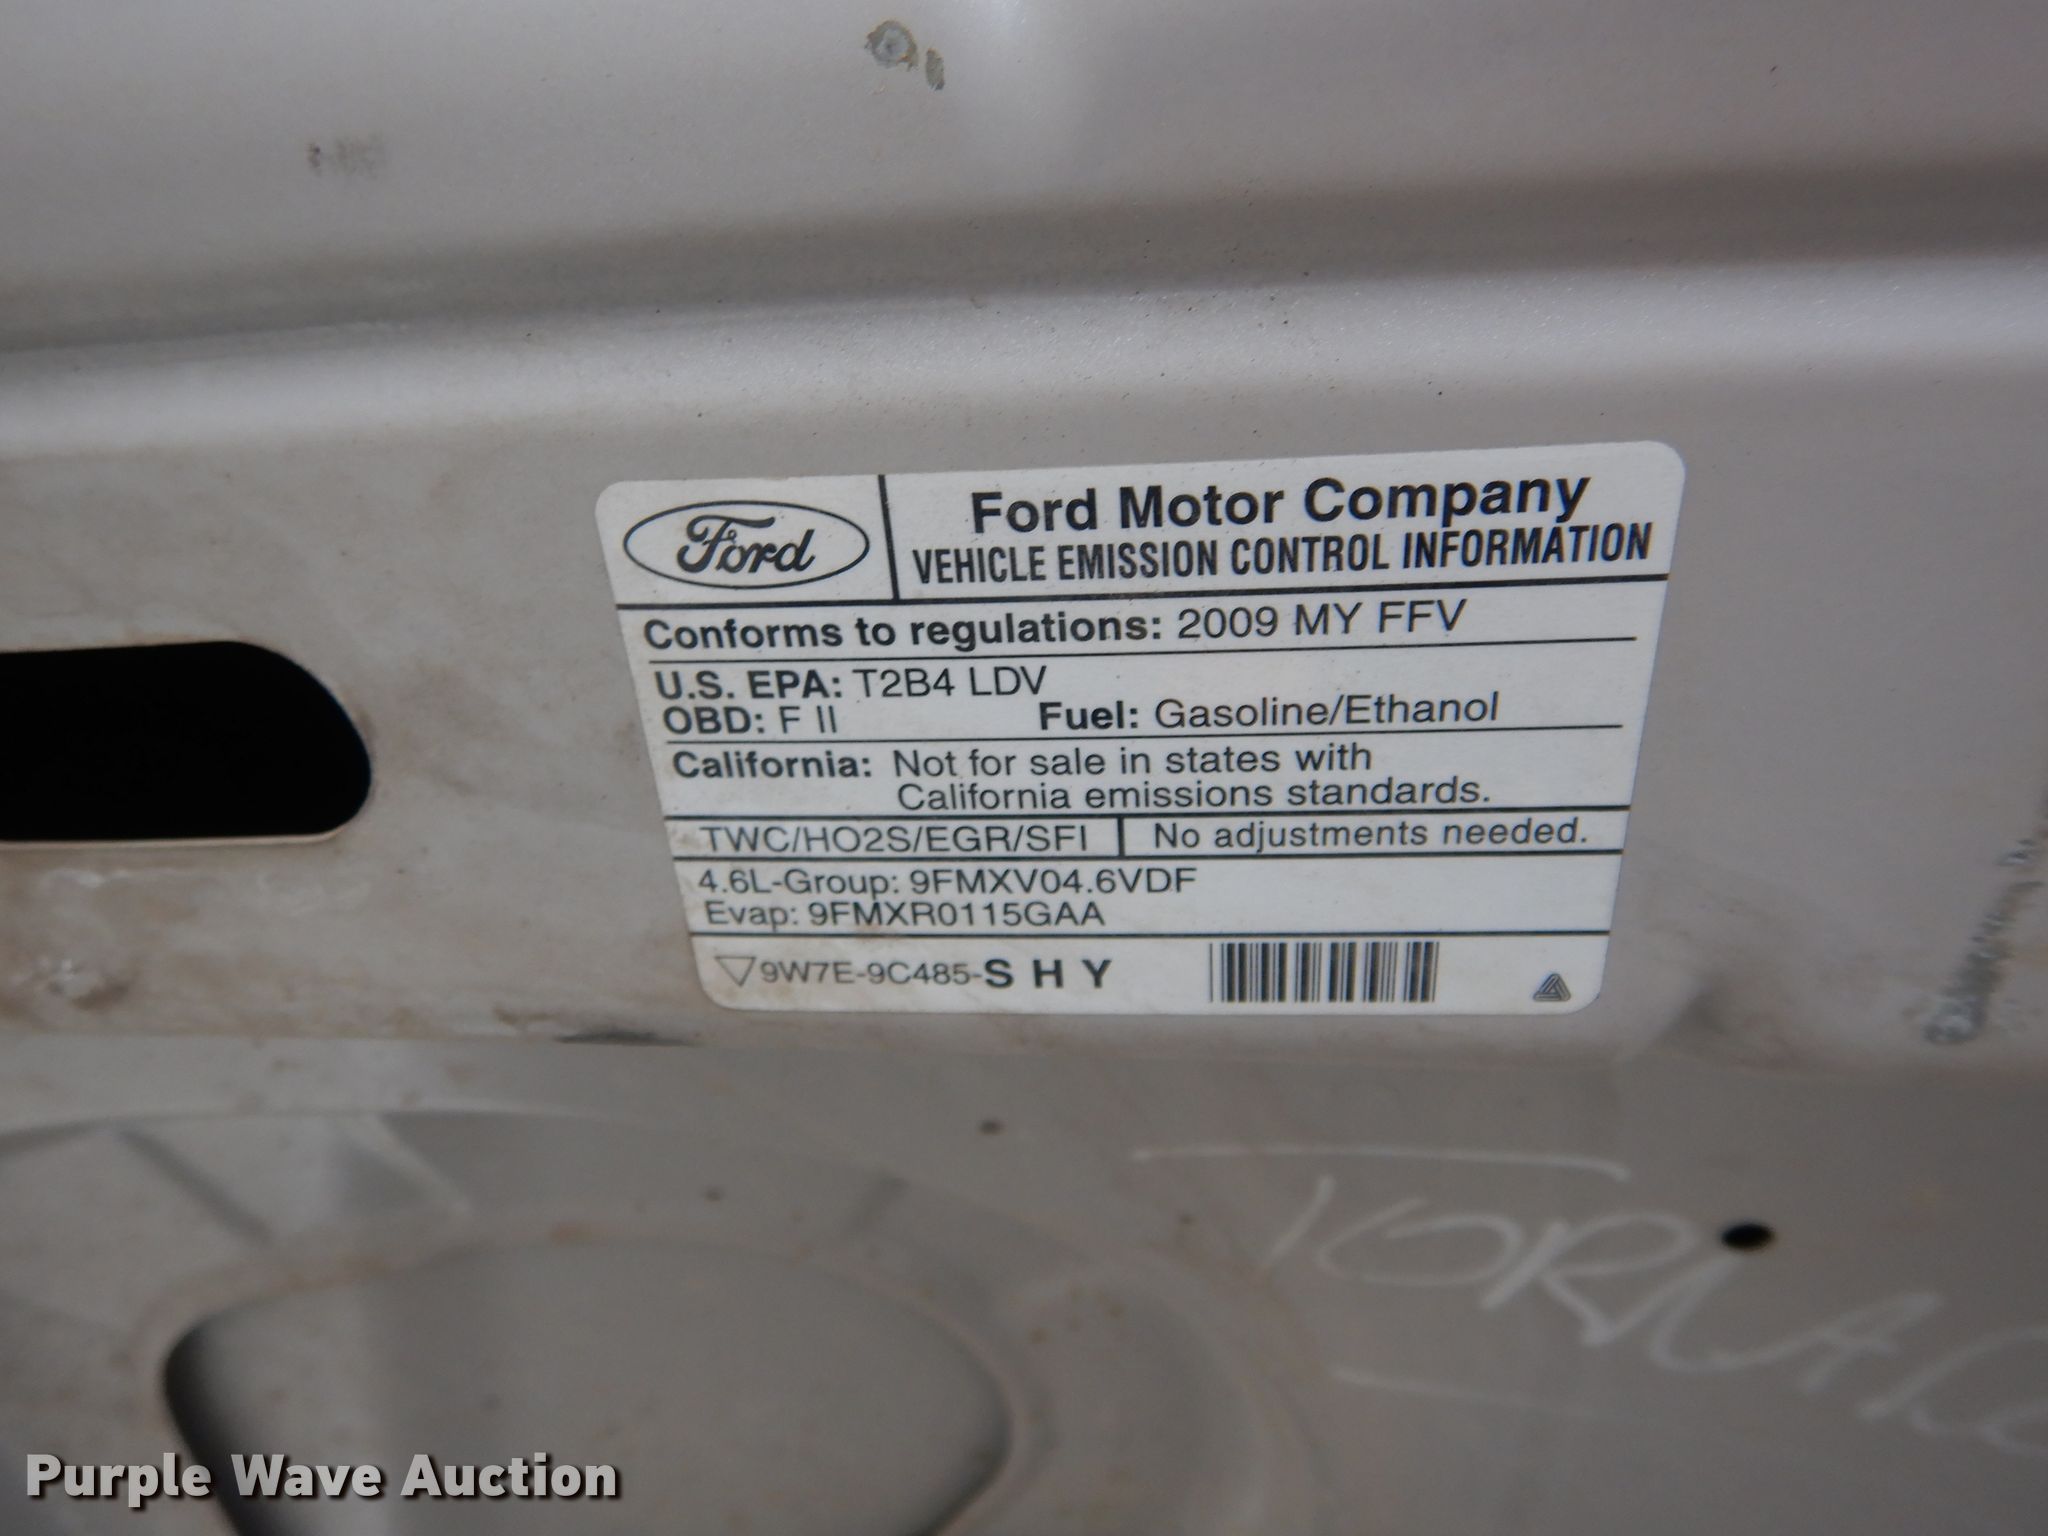 Ford
Ford Motor Company
VEHICLE EMISSION CONTROL INFORMATION
Conforms to regulations: 2009 MY FFV
U.S. EPA: T2B4 LDV
OBD: F II Fuel: Gasoline/Ethanol
California: Not for sale in states with
California emissions standards.
TWC/HO2S/EGR/SFI No adjustments needed.
4.6L-Group: 9FMXV04.6VDF
Evap: 9FMXR0115GAA
9W7E-9C485-S H Y
Purple Wave Auction